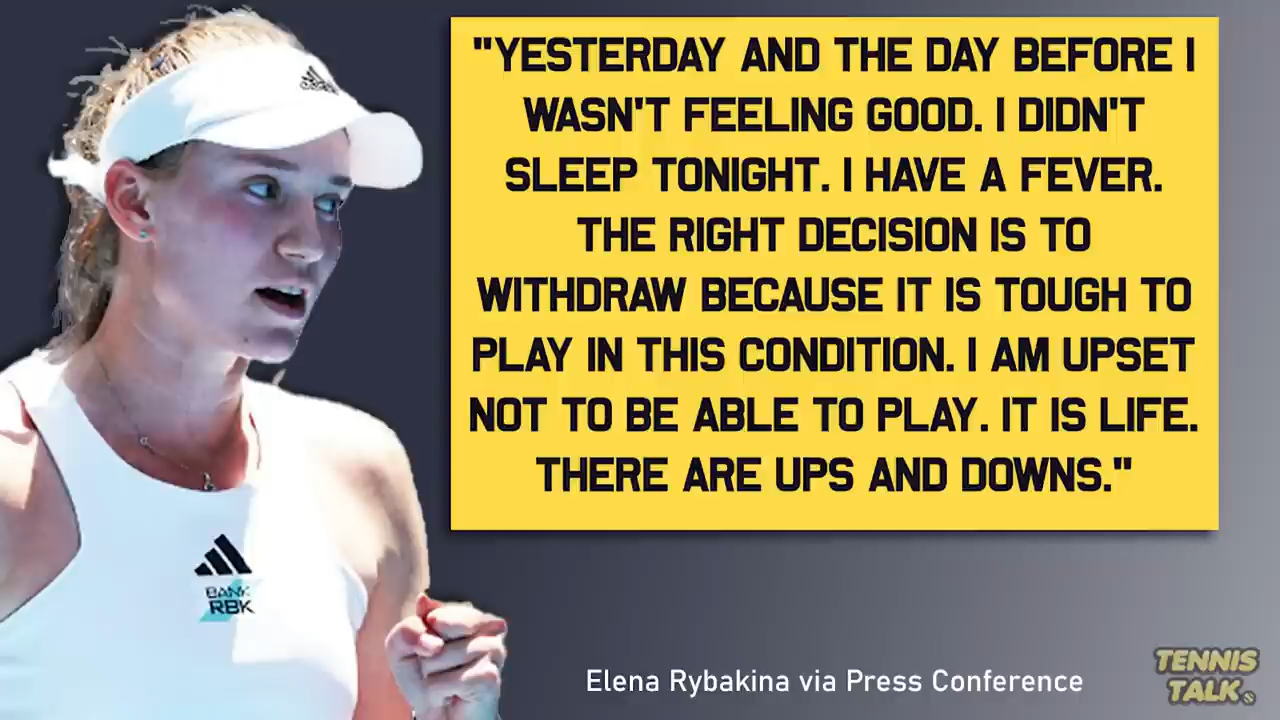 "YESTERDAY AND THE DAY BEFORE I
WASN'T FEELING GOOD. I DIDN'T
SLEEP TONIGHT. I HAVE A FEVER.
THE RIGHT DECISION IS TO
WITHDRAW BECAUSE IT IS TOUGH TO
PLAY IN THIS CONDITION. I AM UPSET
NOT TO BE ABLE TO PLAY. IT IS LIFE.
THERE ARE UPS AND DOWNS."
BANK
RBK
Elena Rybakina via Press Conference
TENNIS
TALK